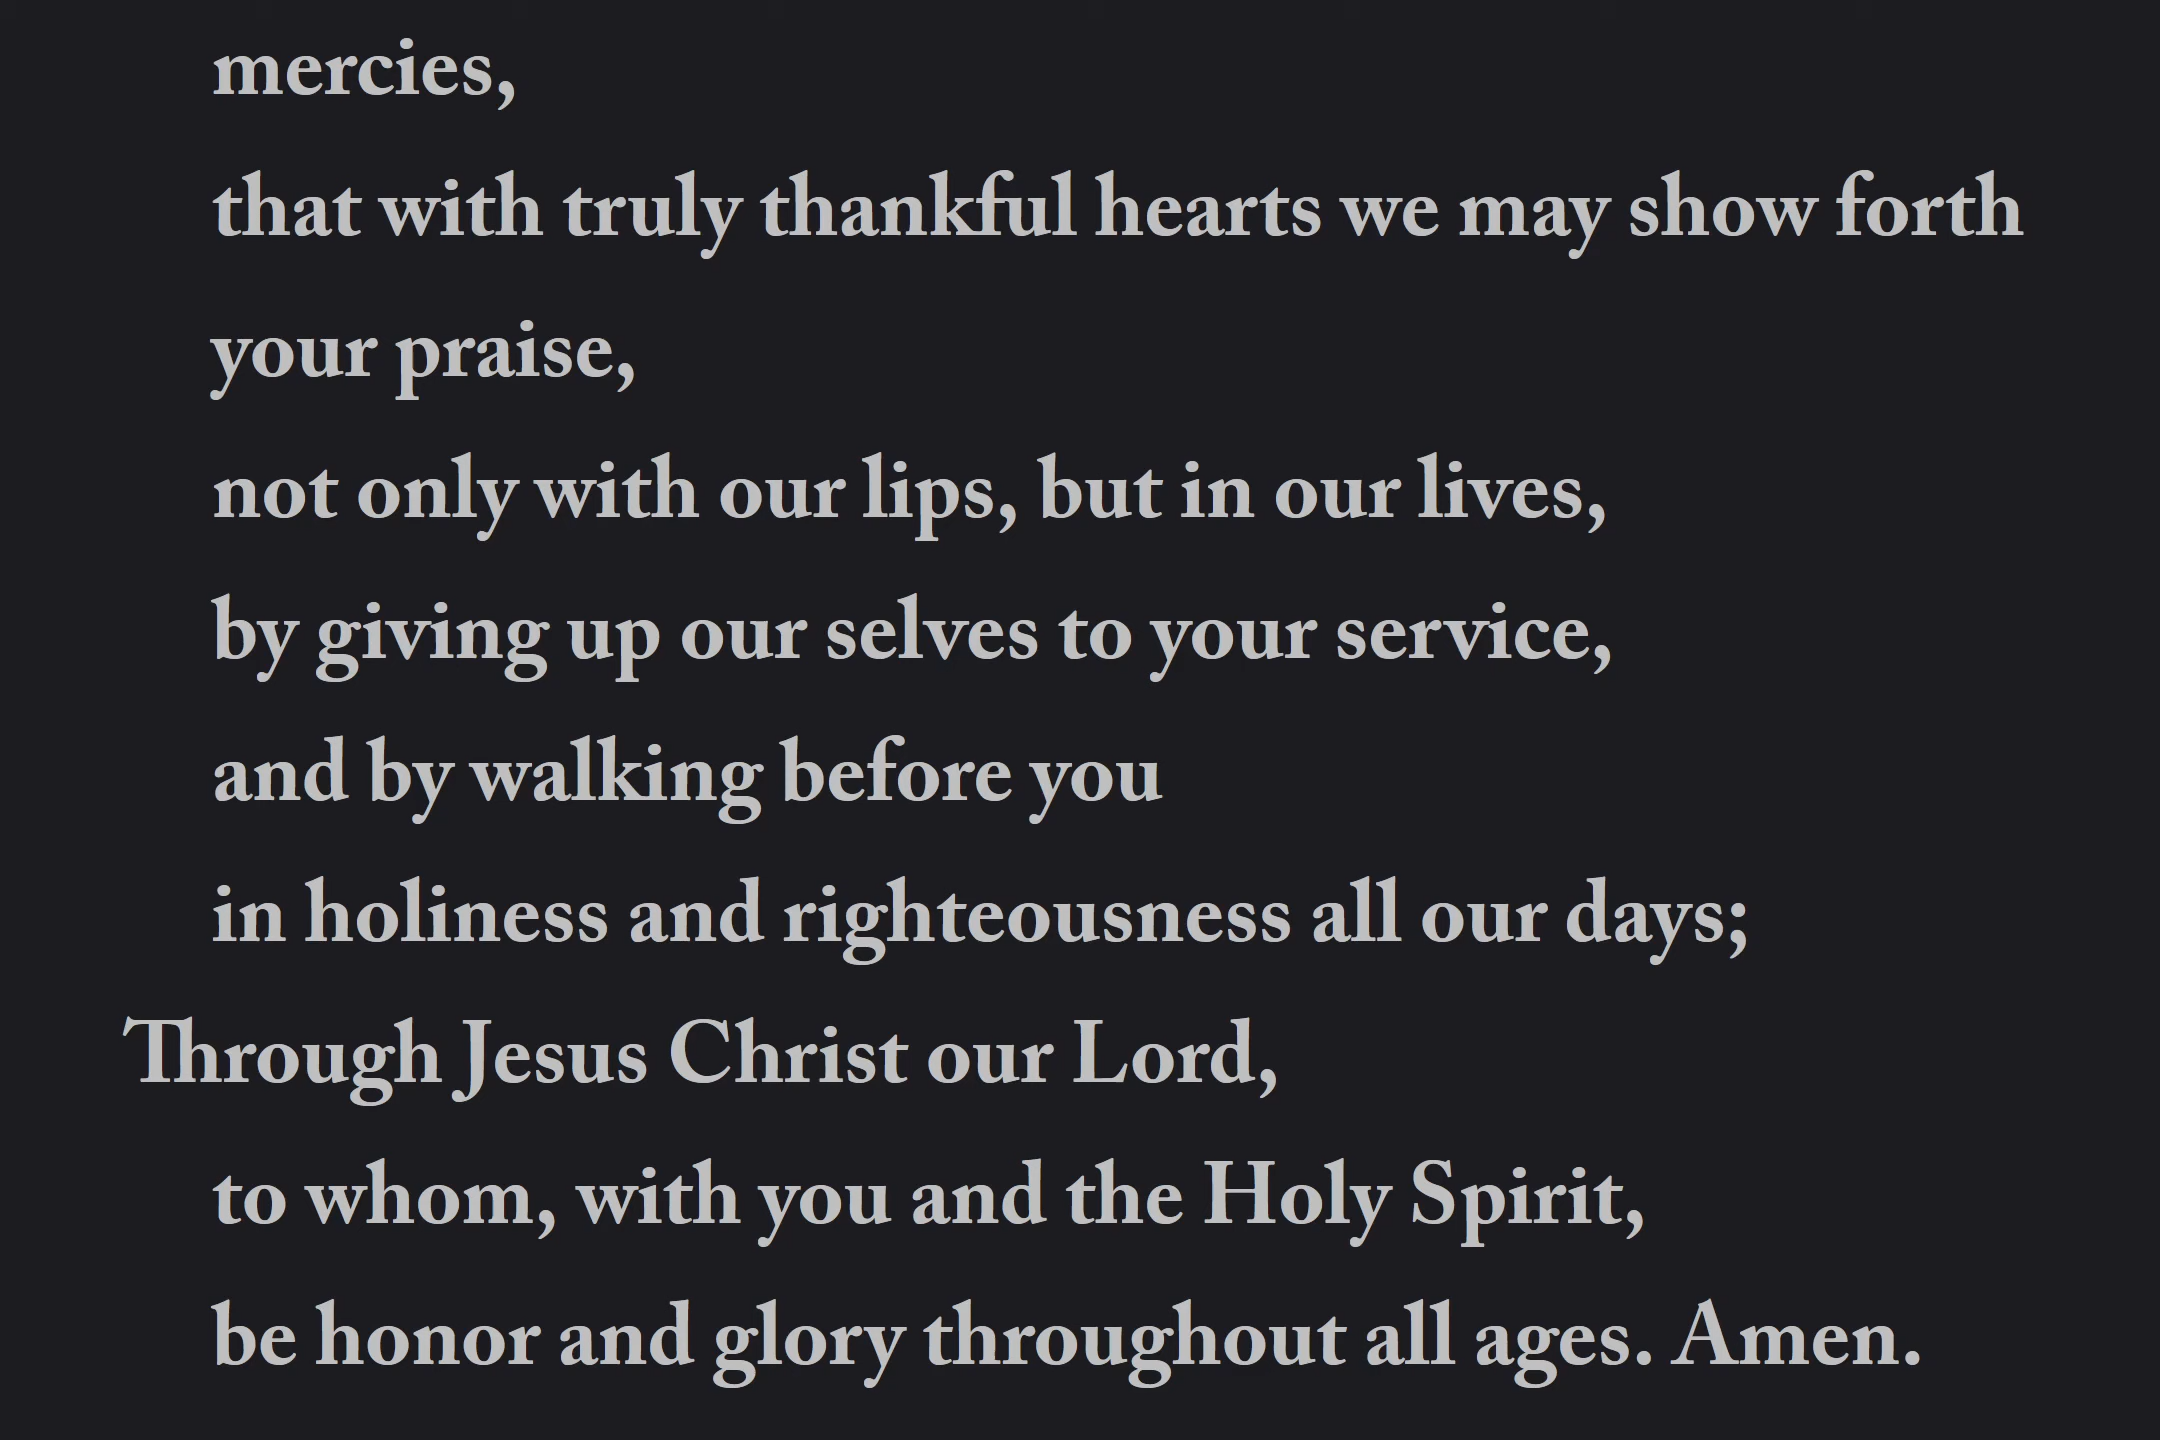 mercies,
that with truly thankful hearts we may show forth
your praise,
not only with our lips, but in our lives,
by giving up our selves to your service,
and by walking before you
in holiness and righteousness all our days;
Through Jesus Christ our Lord,
to whom, with you and the Holy Spirit,
be honor and glory throughout all ages. Amen.